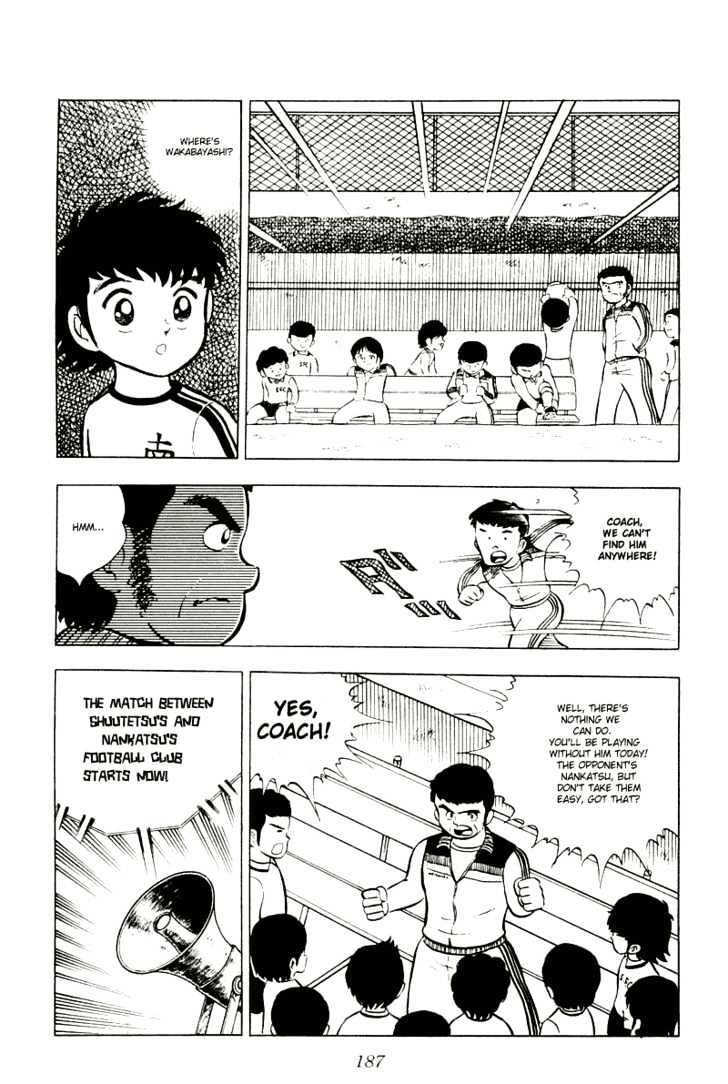 WHERE'S
WAKABAYASHI?
南
COACH,
WE CAN'T
FIND HIM
ANYWHERE!
HMM...
WELL, THERE'S
NOTHING WE
CAN DO.
YOU'LL BE PLAYING
WITHOUT HIM TODAY!
THE OPPONENT'S
NANKATSU, BUT
DON'T TAKE THEM
EASY, GOT THAT?
YES,
COACH!
THE MATCH BETWEEN
SHUUTETSU'S AND
NANKATSU'S
FOOTBALL CLUB
STARTS NOW!
187